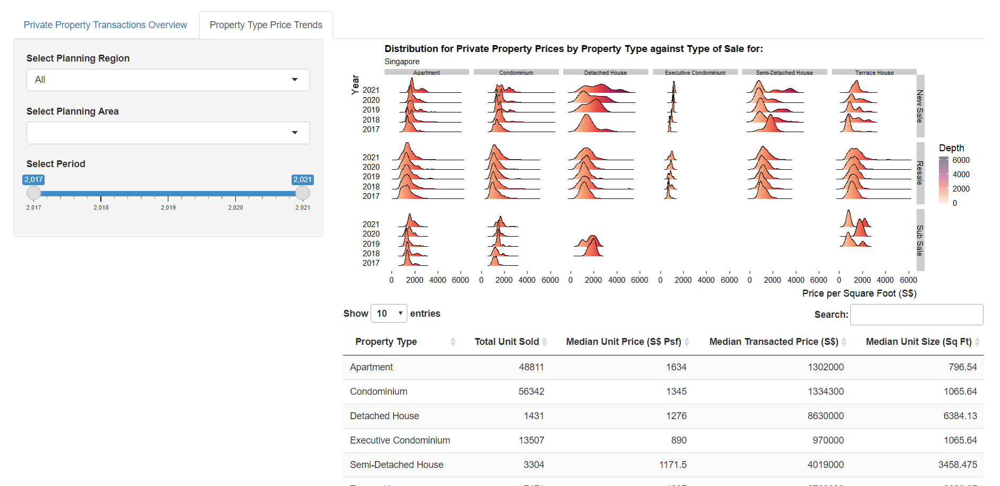 Private Property Transactions Overview
Property Type Price Trends
Select Planning Region
All
Select Planning Area
Select Period
2,017
2,021
2,017 2,018 2,019 2,020 2,021
Distribution for Private Property Prices by Property Type against Type of Sale for:
Singapore
Apartment Condominium Detached House Executive Condominium Semi-Detached House Terrace House
Year
2021
2020
2019
2018
2017
New Sale
2021
2020
2019
2018
2017
Resale
2021
2020
2019
2018
2017
Sub Sale
0 2000 4000 6000 0 2000 4000 6000 0 2000 4000 6000 0 2000 4000 6000 0 2000 4000 6000 0 2000 4000 6000
Price per Square Foot (S$)
Depth
6000
4000
2000
0
Show 10 entries
Search:
Property Type Total Unit Sold Median Unit Price (S$ Psf) Median Transacted Price (S$) Median Unit Size (Sq Ft)
Apartment 48811 1634 1302000 796.54
Condominium 56342 1345 1334300 1065.64
Detached House 1431 1276 8630000 6384.13
Executive Condominium 13507 890 970000 1065.64
Semi-Detached House 3304 1171.5 4019000 3458.475